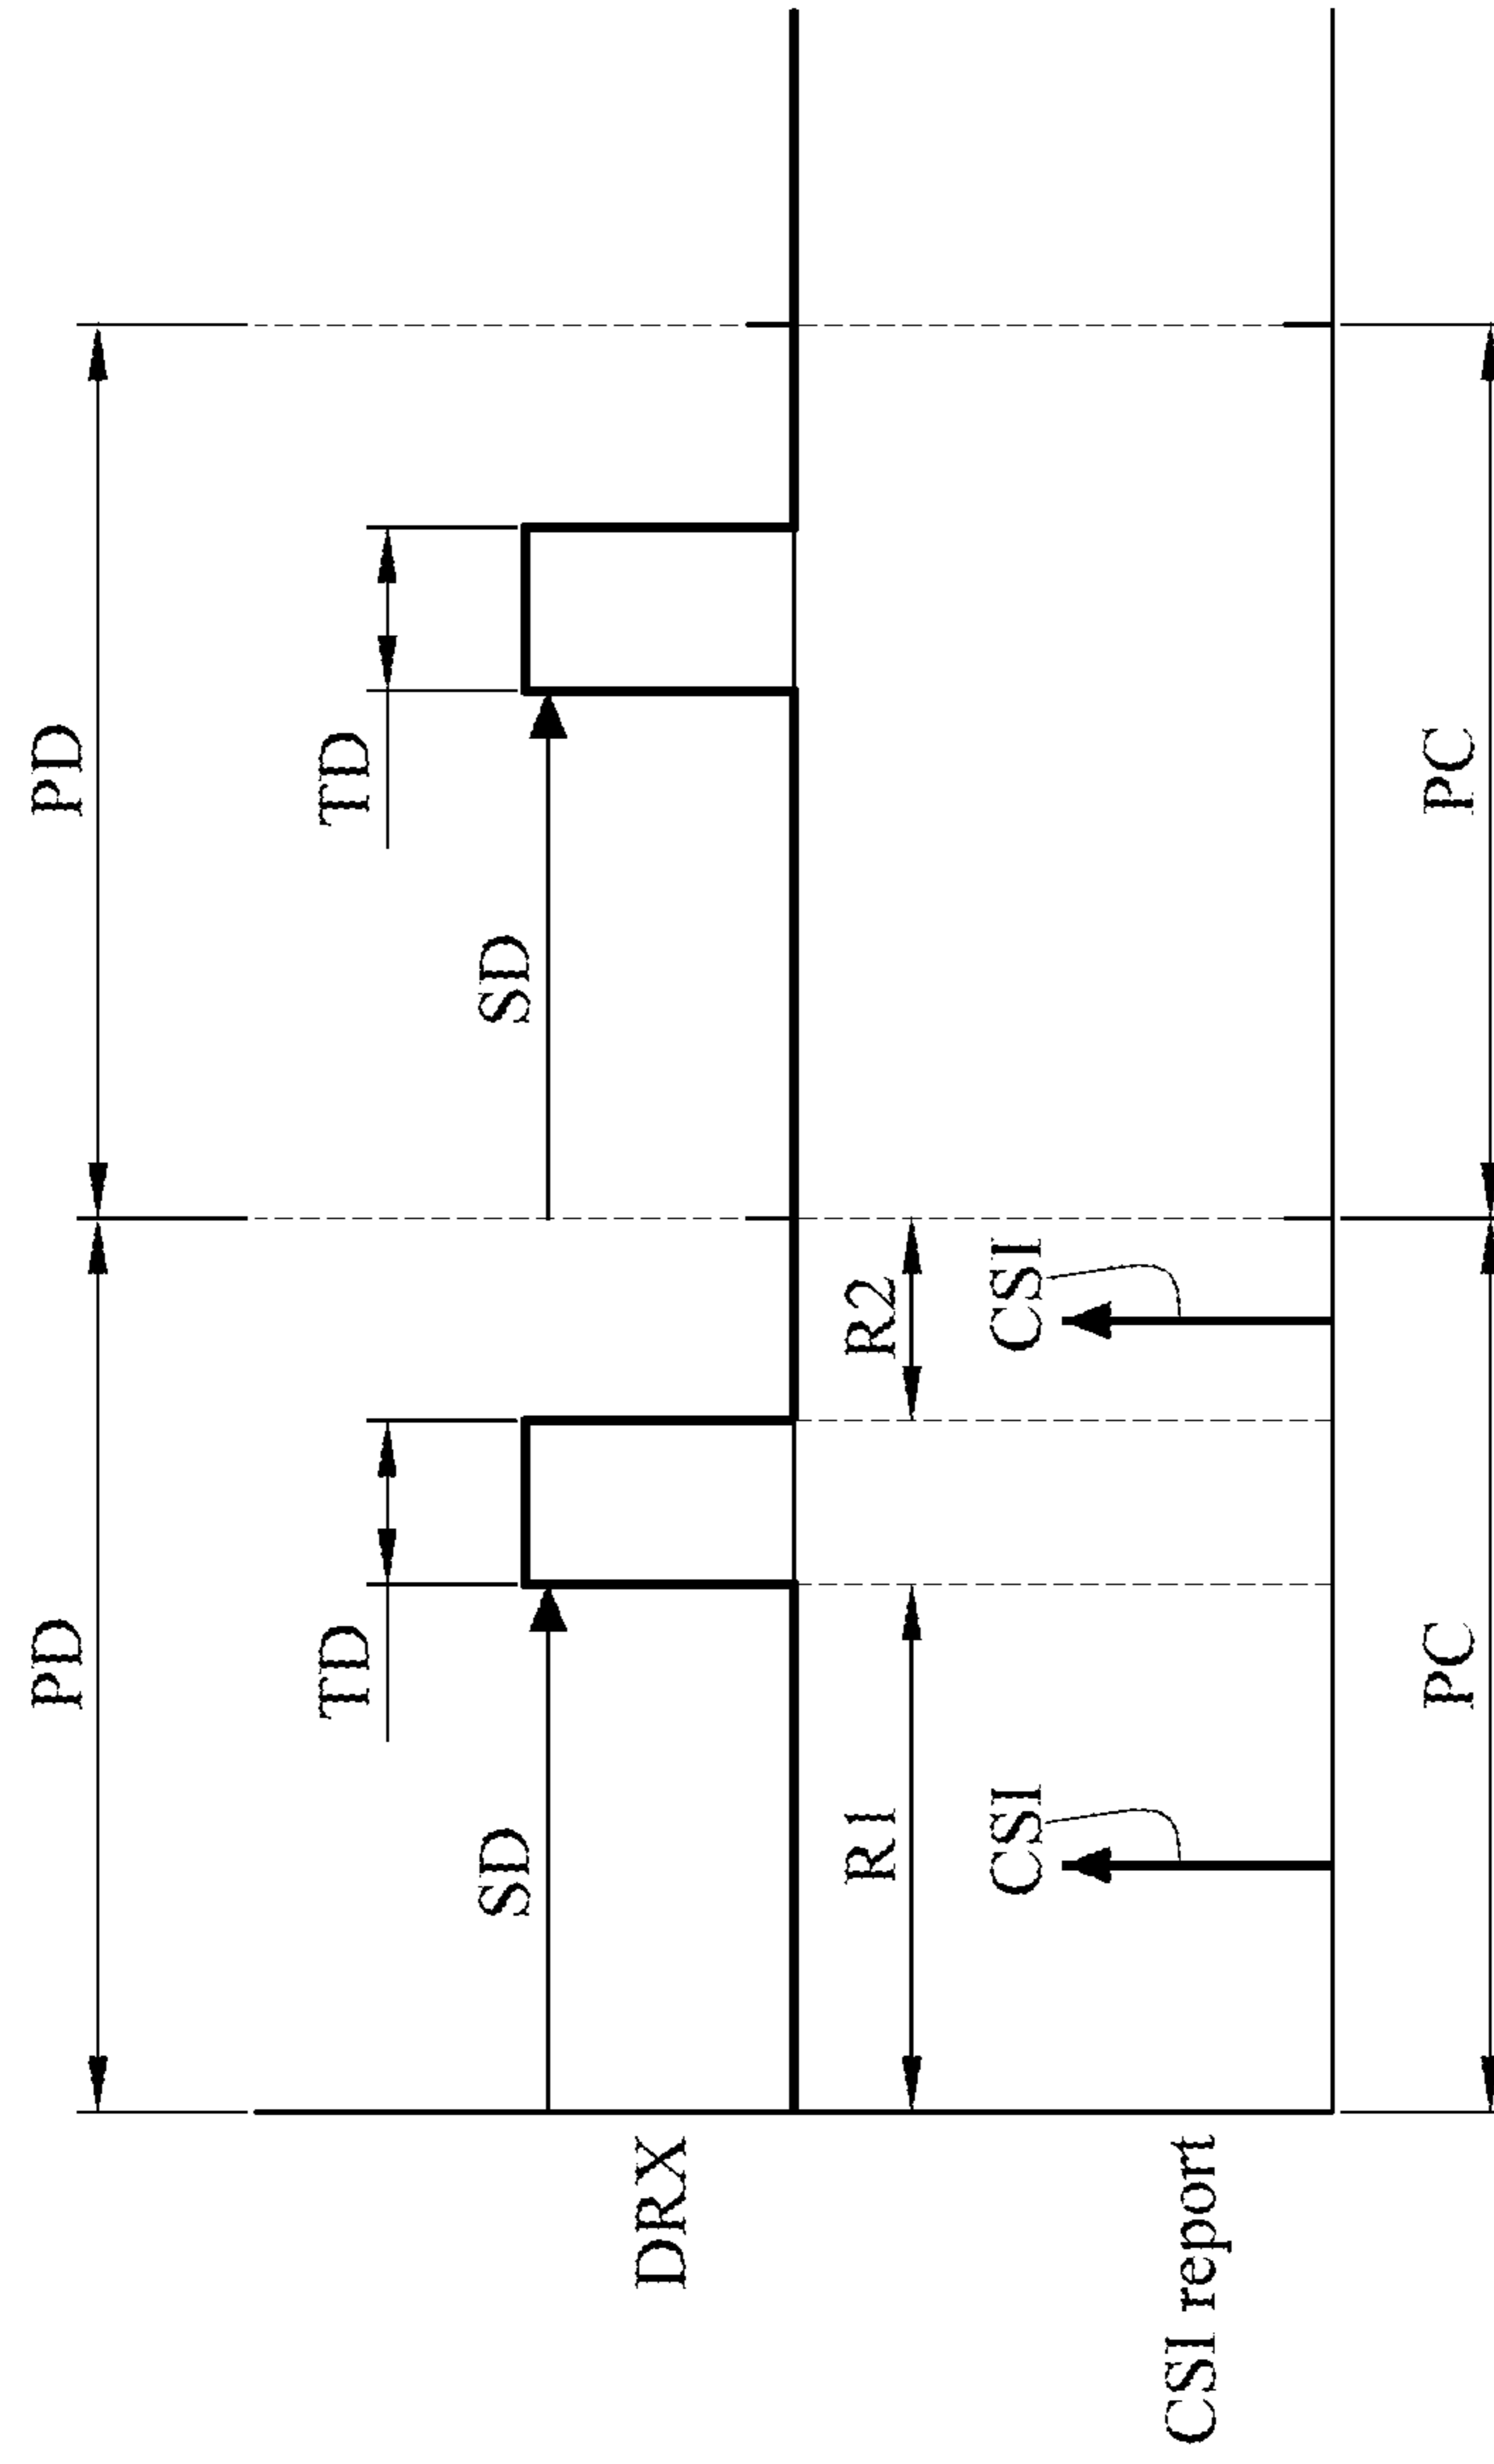 PD
PD
TD
TD
SD
SD
DRX
R1
R2
CSI
CSI
CSI report
PC
PC